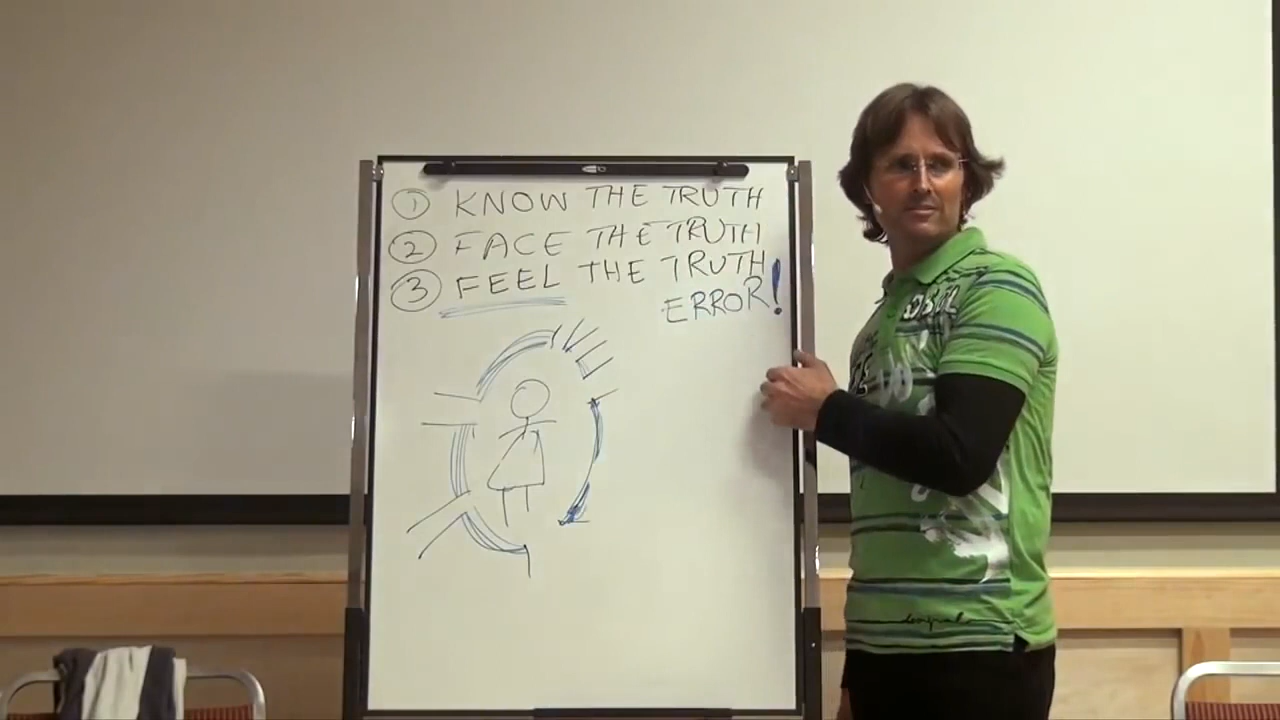 ① KNOW THE TRUTH
② FACE THE TRUTH
③ FEEL THE TRUTH
ERROR!